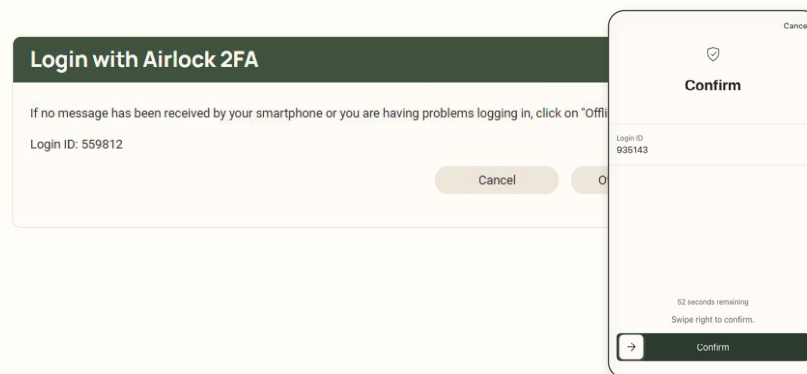 Login with Airlock 2FA
If no message has been received by your smartphone or you are having problems logging in, click on "Offli
Login ID: 559812
Cancel
O
Cance
Confirm
Login ID
935143
52 seconds remaining
Swipe right to confirm.
Confirm